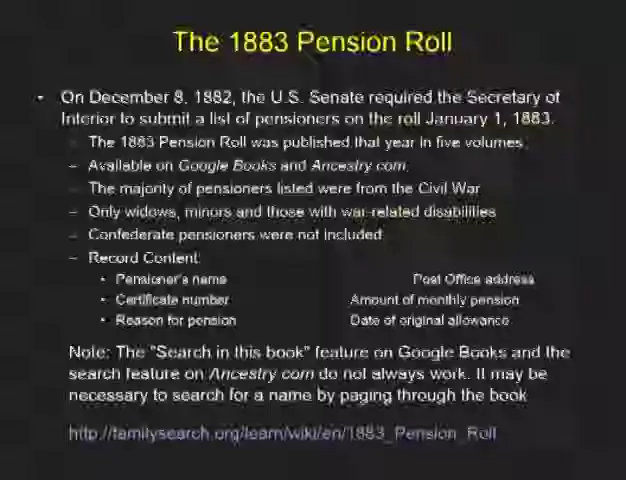 The 1883 Pension Roll
• On December 8, 1882, the U.S. Senate required the Secretary of
Interior to submit a list of pensioners on the roll January 1, 1883.
– The 1883 Pension Roll was published that year in five volumes
– Available on Google Books and Ancestry.com
– The majority of pensioners listed were from the Civil War
– Only widows, minors and those with war-related disabilities
– Confederate pensioners were not included
– Record Content:
• Pensioner's name Post Office address
• Certificate number Amount of monthly pension
• Reason for pension Date of original allowance
Note: The "Search in this book" feature on Google Books and the
search feature on Ancestry.com do not always work. It may be
necessary to search for a name by paging through the book
http://familysearch.org/learn/wiki/en/1883_Pension_Roll